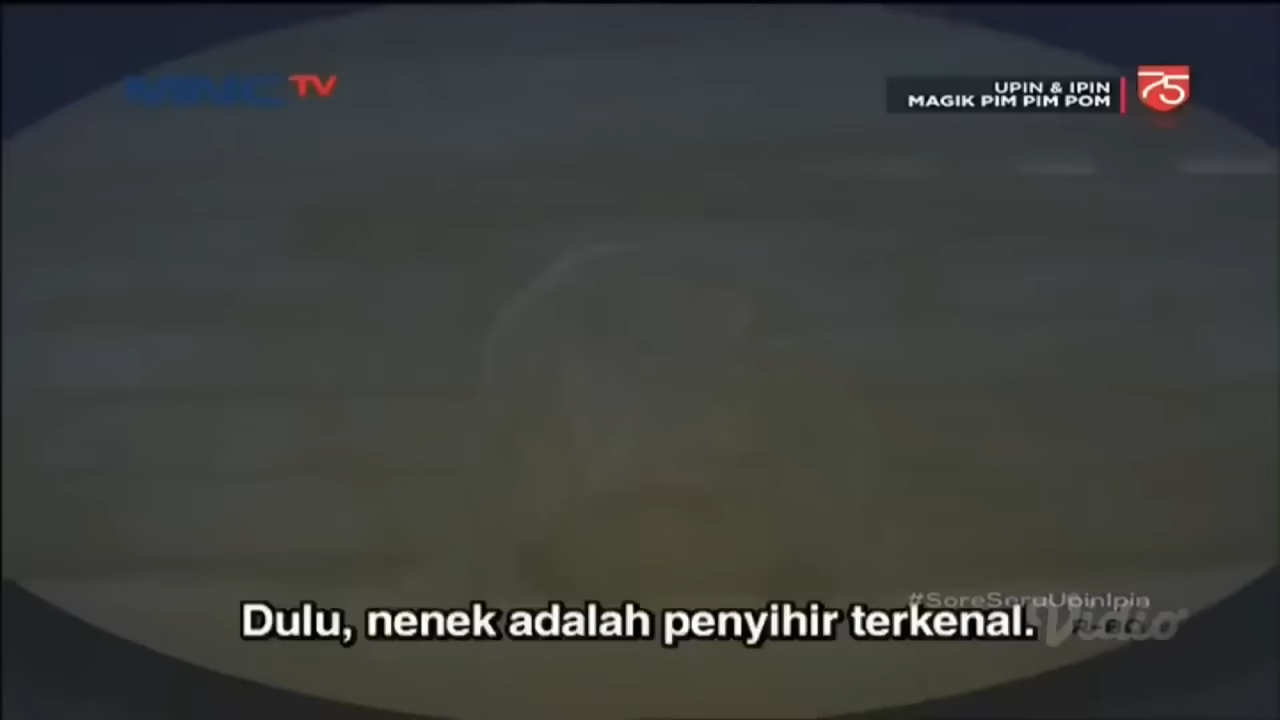 MNCTV
UPIN & IPIN
MAGIK PIM PIM POM
75
#SoreSeruUpinIpin
Dulu, nenek adalah penyihir terkenal.
Vidio